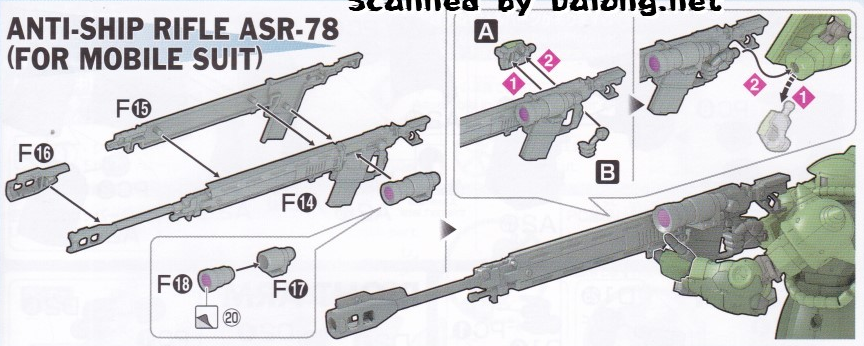 scanned by Dalong.net
ANTI-SHIP RIFLE ASR-78
(FOR MOBILE SUIT)
F15
F16
F14
F18
F17
⑳
A
2
1
B
2
1